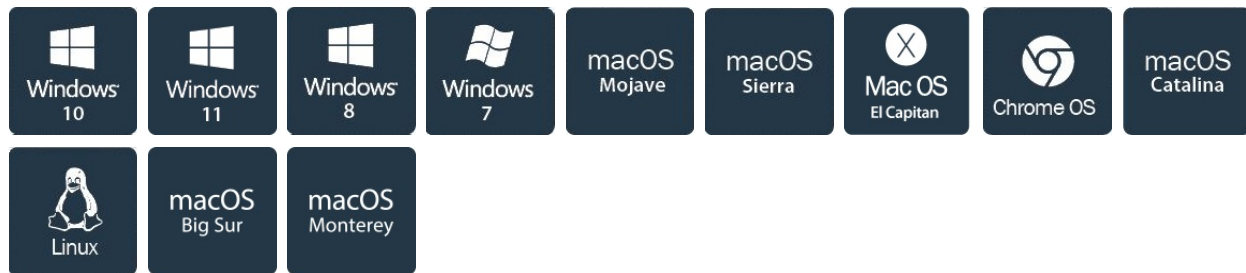 Windows
10
Windows
11
Windows
8
Windows
7
macOS
Mojave
macOS
Sierra
X
Mac OS
El Capitan
Chrome OS
macOS
Catalina
Linux
macOS
Big Sur
macOS
Monterey